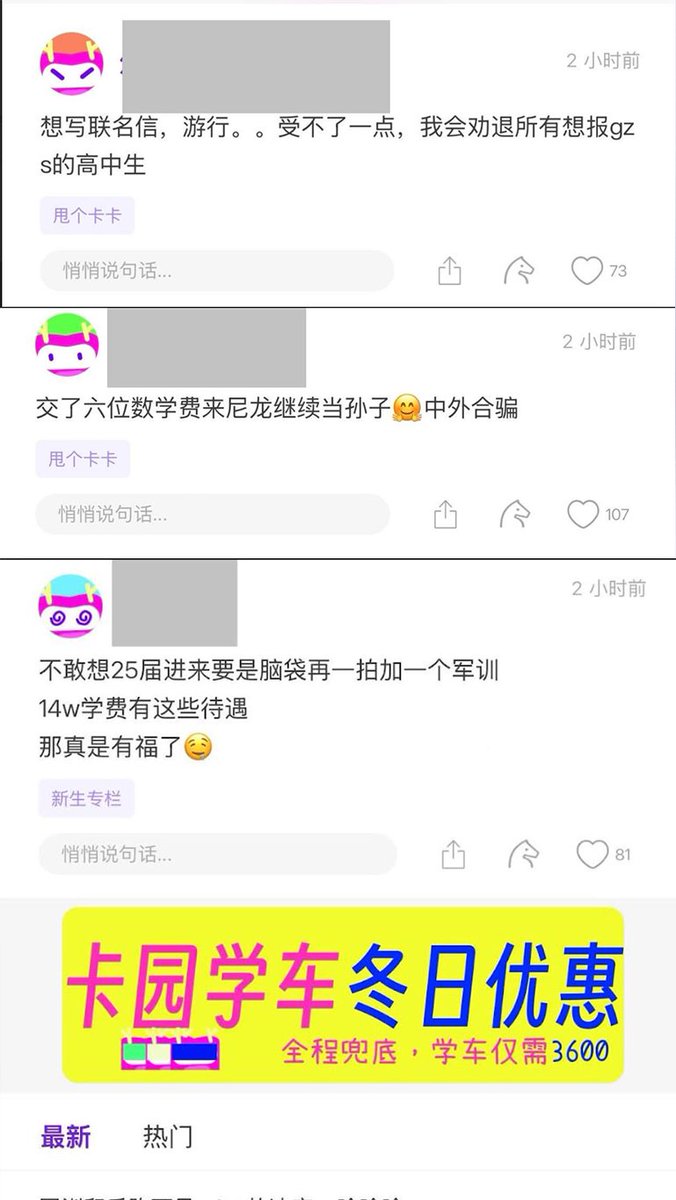 2 小时前
想写联名信，游行。。受不了一点，我会劝退所有想报gz
s的高中生
甩个卡卡
悄悄说句话...
73
2 小时前
交了六位数学费来尼龙继续当孙子🤗中外合骗
甩个卡卡
悄悄说句话...
107
2 小时前
不敢想25届进来要是脑袋再一拍加一个军训
14w学费有这些待遇
那真是有福了🤤
新生专栏
悄悄说句话...
81
卡园学车冬日优惠
全程兜底，学车仅需3600
最新 热门